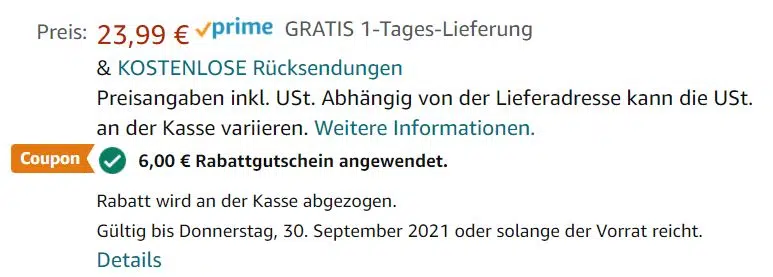 Preis: 23,99 € prime GRATIS 1-Tages-Lieferung
& KOSTENLOSE Rücksendungen
Preisangaben inkl. USt. Abhängig von der Lieferadresse kann die USt.
an der Kasse variieren. Weitere Informationen.
Coupon 6,00 € Rabattgutschein angewendet.
Rabatt wird an der Kasse abgezogen.
Gültig bis Donnerstag, 30. September 2021 oder solange der Vorrat reicht.
Details